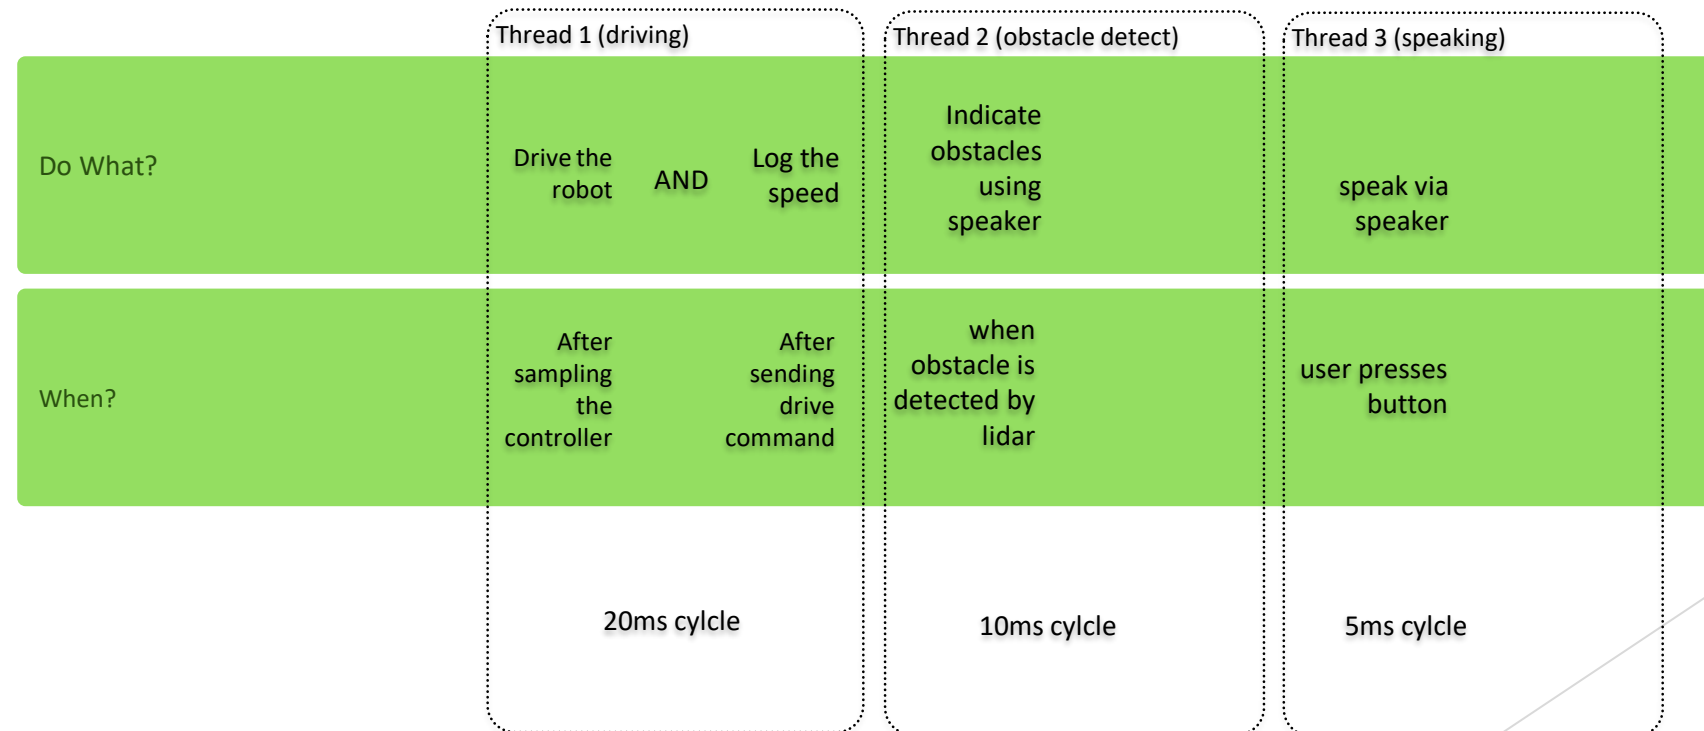 Thread 1 (driving)
Thread 2 (obstacle detect)
Thread 3 (speaking)
Do What?
Drive the
robot
AND
Log the
speed
Indicate
obstacles
using
speaker
speak via
speaker
When?
After
sampling
the
controller
After
sending
drive
command
when
obstacle is
detected by
lidar
user presses
button
20ms cylcle
10ms cylcle
5ms cylcle